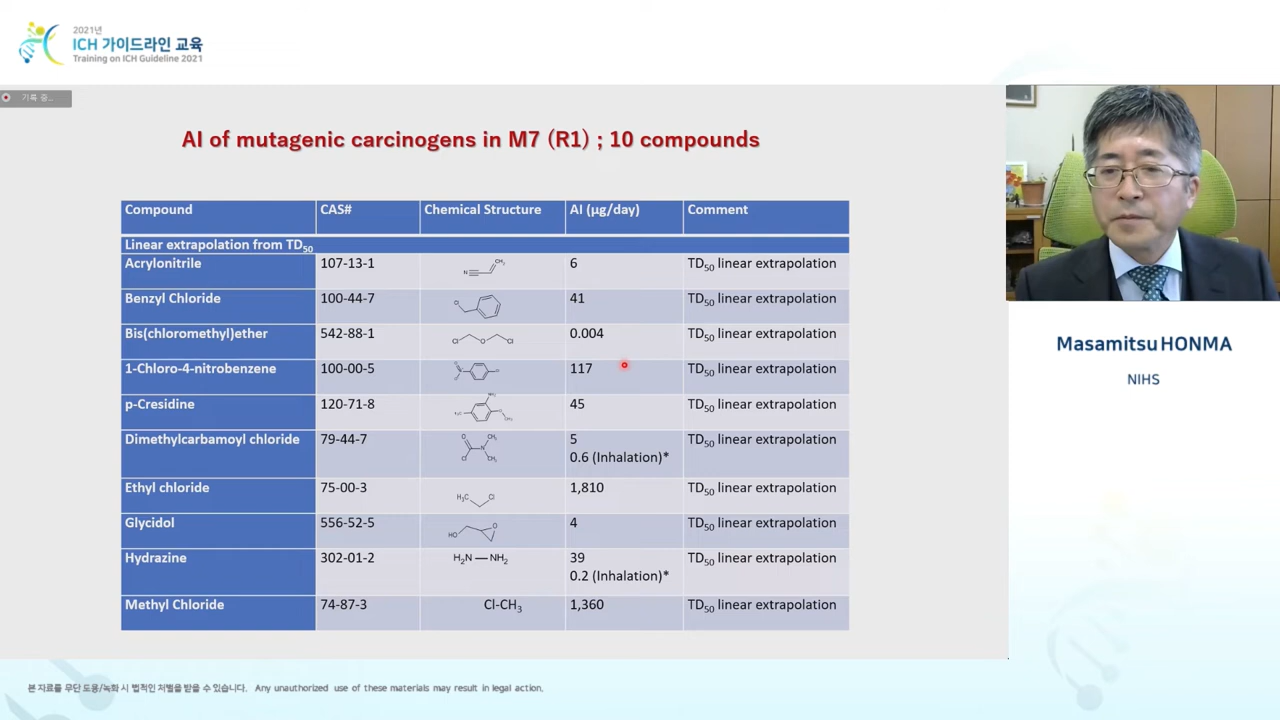 2021년
ICH 가이드라인 교육
Training on ICH Guideline 2021
기록 중...
AI of mutagenic carcinogens in M7 (R1) ; 10 compounds
Compound CAS# Chemical Structure AI (μg/day) Comment
Linear extrapolation from TD50
Acrylonitrile 107-13-1 N CH2 6 TD50 linear extrapolation
Benzyl Chloride 100-44-7 41 TD50 linear extrapolation
Bis(chloromethyl)ether 542-88-1 Cl O Cl 0.004 TD50 linear extrapolation
1-Chloro-4-nitrobenzene 100-00-5 117 TD50 linear extrapolation
p-Cresidine 120-71-8 45 TD50 linear extrapolation
Dimethylcarbamoyl chloride 79-44-7 O CH3 N Cl CH3 5 TD50 linear extrapolation
0.6 (Inhalation)*
Ethyl chloride 75-00-3 H3C Cl 1,810 TD50 linear extrapolation
Glycidol 556-52-5 HO O 4 TD50 linear extrapolation
Hydrazine 302-01-2 H2N — NH2 39 TD50 linear extrapolation
0.2 (Inhalation)*
Methyl Chloride 74-87-3 Cl-CH3 1,360 TD50 linear extrapolation
Masamitsu HONMA
NIHS
본 자료를 무단 도용/녹화 시 법적인 처벌을 받을 수 있습니다. Any unauthorized use of these materials may result in legal action.